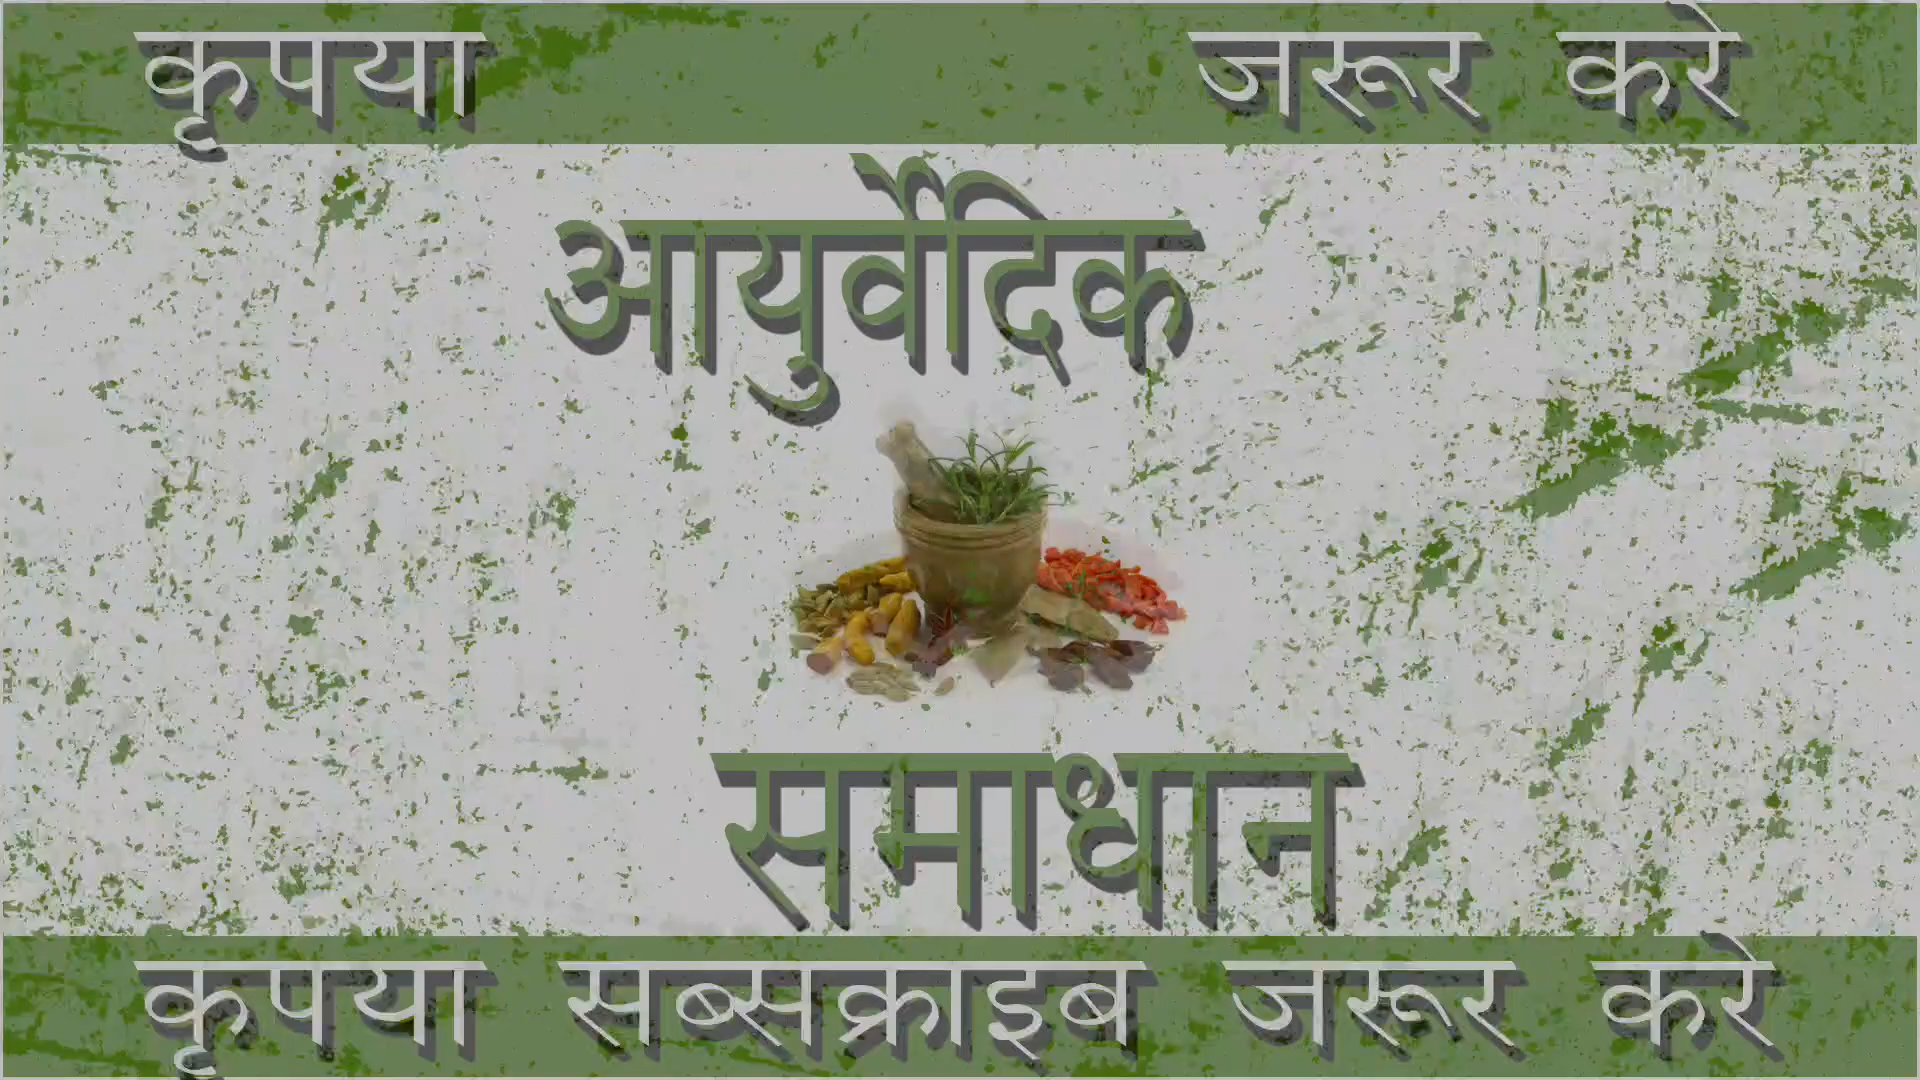 कृपया जरूर करे
आयुर्वेदिक
समाधान
कृपया सब्सक्राइब जरूर करे